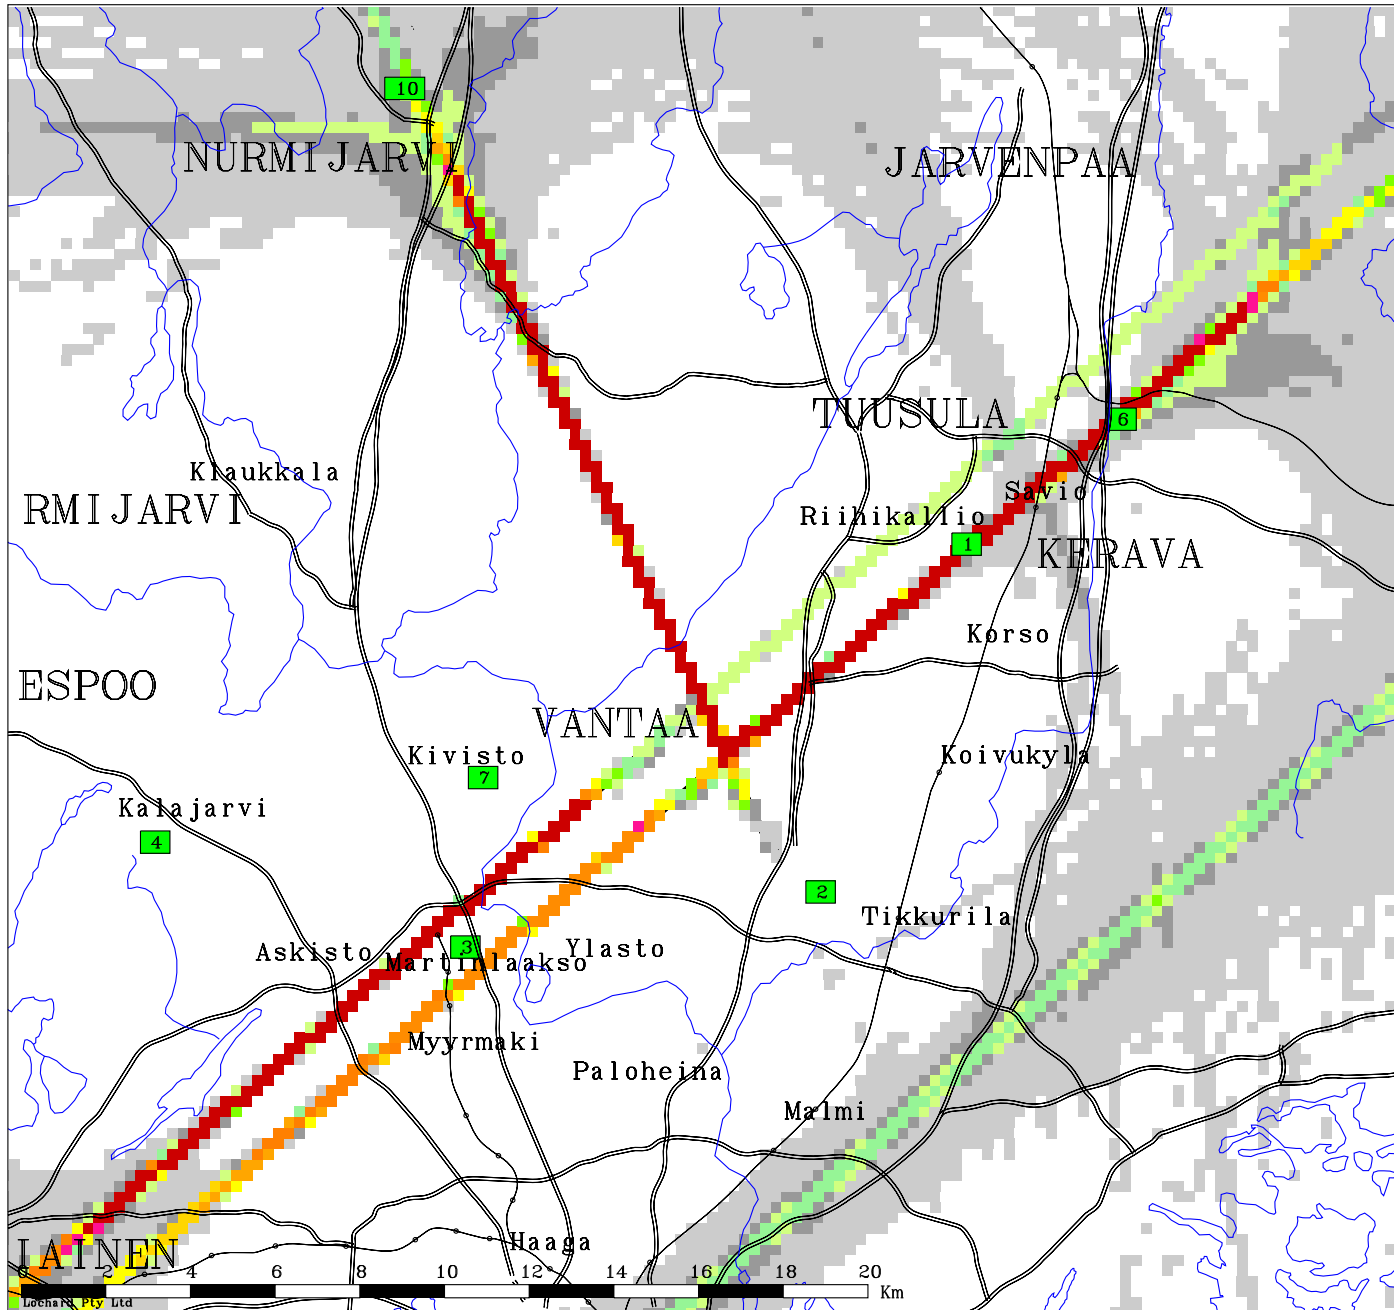 10
NURMIJARVI
JARVENPAA
TUUSULA
6
Klaukkala
Savio
RMIJARVI
Riihikallio
1
KERAVA
Korso
ESPOO
VANTAA
Kivisto
Koivukyla
7
Kalajarvi
4
2
Tikkurila
Askisto
3
Ylasto
Martinlaakso
Myyrmaki
Paloheina
Malmi
Haaga
IAINEN
0 2 4 6 8 10 12 14 16 18 20
Km
Lochard Pty Ltd